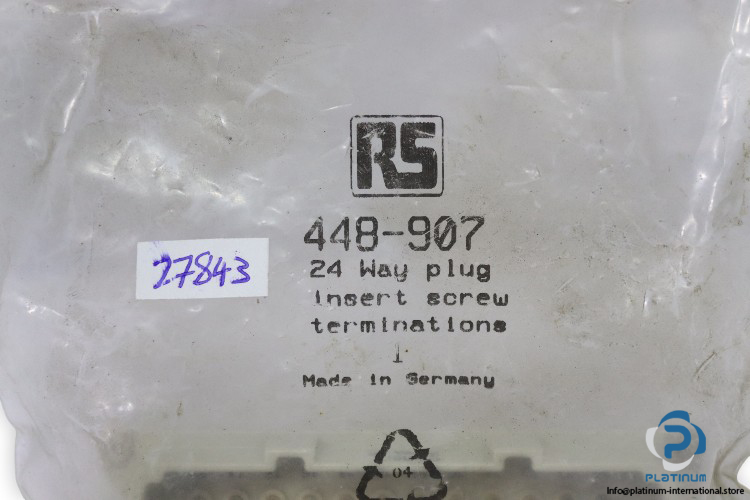 RS
448-907
24 Way plug
insert screw
terminations
1
Made in Germany
27843
04
PLATINUM
Info@platinum-international.store